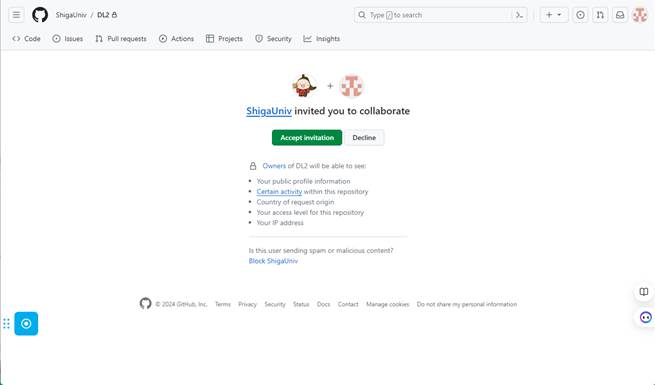 ShigaUniv / DL2
Type / to search
Code Issues Pull requests Actions Projects Security Insights
+
ShigaUniv invited you to collaborate
Accept invitation Decline
Owners of DL2 will be able to see:
Your public profile information
Certain activity within this repository
Country of request origin
Your access level for this repository
Your IP address
Is this user sending spam or malicious content?
Block ShigaUniv
© 2024 GitHub, Inc. Terms Privacy Security Status Docs Contact Manage cookies Do not share my personal information